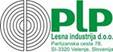 plp
Lesna industrija d.o.o.
Partizanska cesta 78,
SI-3320 Velenje, Slovenija